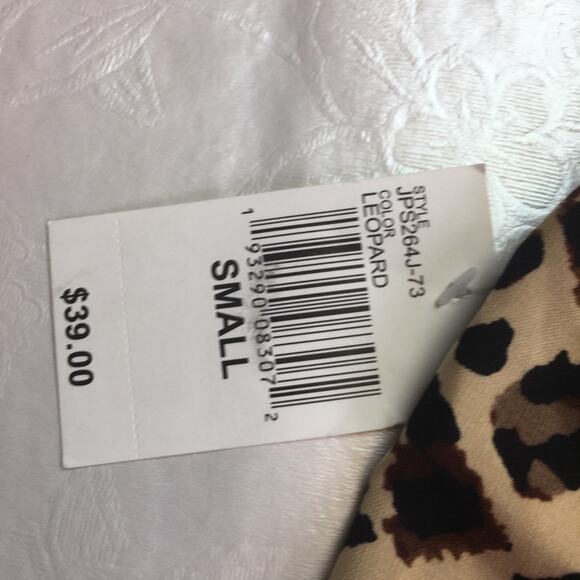 STYLE
JPS264J-73
COLOR
LEOPARD
1 93290 08307 2
SMALL
$39.00